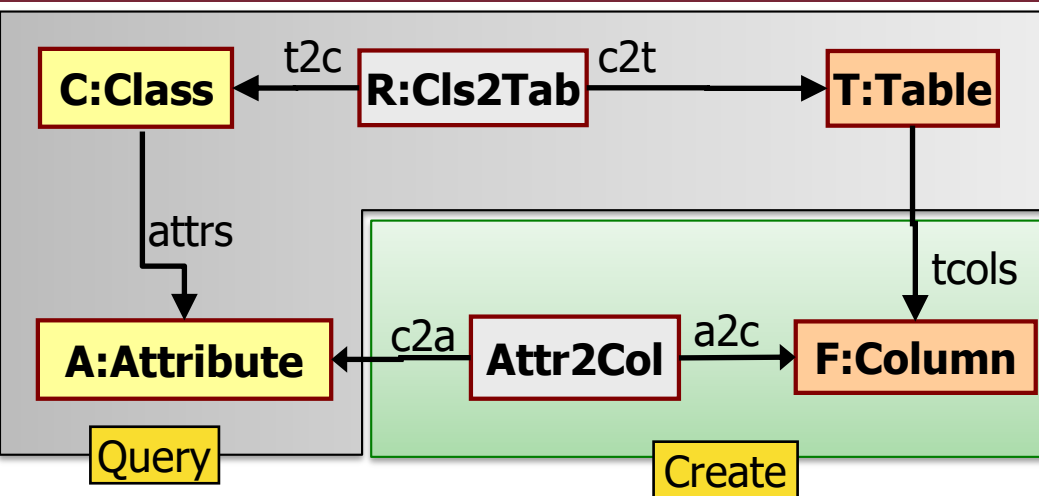 t2c
c2t
C:Class
R:Cls2Tab
T:Table
attrs
tcols
c2a
a2c
A:Attribute
Attr2Col
F:Column
Query
Create